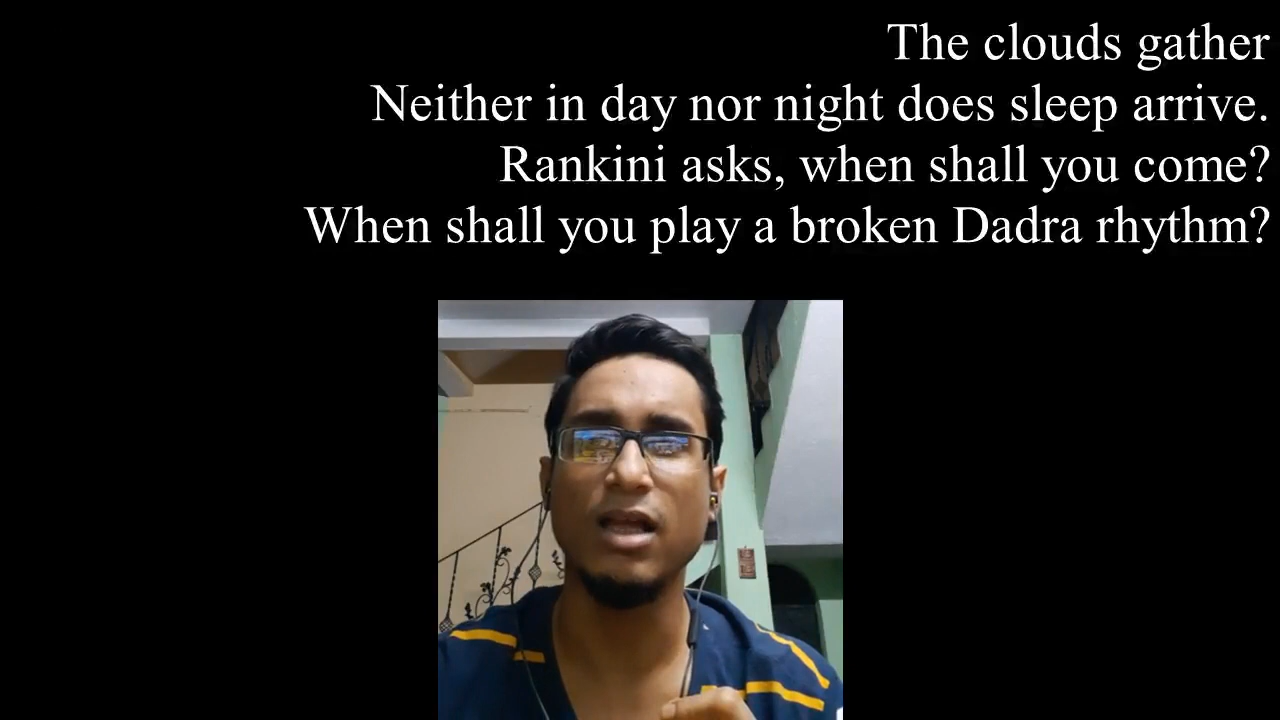 The clouds gather
Neither in day nor night does sleep arrive.
Rankini asks, when shall you come?
When shall you play a broken Dadra rhythm?